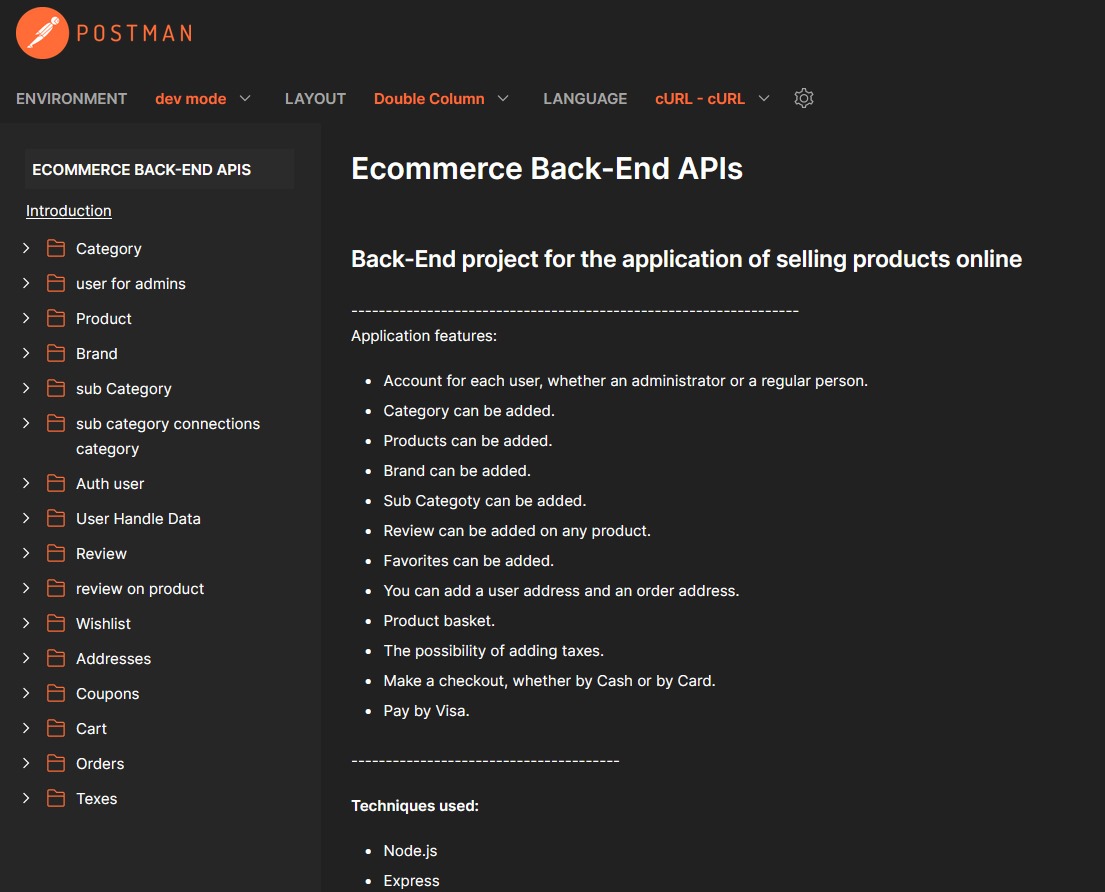 POSTMAN
ENVIRONMENT dev mode LAYOUT Double Column LANGUAGE cURL - cURL
ECOMMERCE BACK-END APIS
Introduction
Category
user for admins
Product
Brand
sub Category
sub category connections
category
Auth user
User Handle Data
Review
review on product
Wishlist
Addresses
Coupons
Cart
Orders
Texes
Ecommerce Back-End APIs
Back-End project for the application of selling products online
-----------------------------------------------------------------
Application features:
• Account for each user, whether an administrator or a regular person.
• Category can be added.
• Products can be added.
• Brand can be added.
• Sub Categoty can be added.
• Review can be added on any product.
• Favorites can be added.
• You can add a user address and an order address.
• Product basket.
• The possibility of adding taxes.
• Make a checkout, whether by Cash or by Card.
• Pay by Visa.
---------------------------------------
Techniques used:
• Node.js
• Express